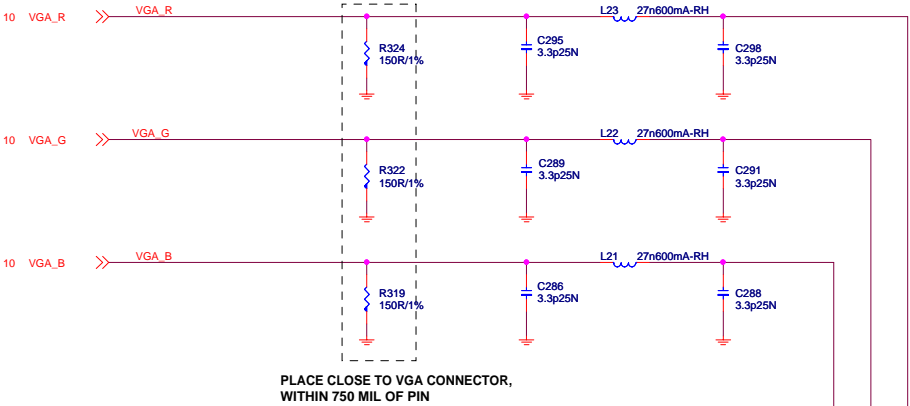 10 VGA_R VGA_R L23 27n600mA-RH
R324
150R/1%
C295
3.3p25N
C298
3.3p25N
10 VGA_G VGA_G L22 27n600mA-RH
R322
150R/1%
C289
3.3p25N
C291
3.3p25N
10 VGA_B VGA_B L21 27n600mA-RH
R319
150R/1%
C286
3.3p25N
C288
3.3p25N
PLACE CLOSE TO VGA CONNECTOR,
WITHIN 750 MIL OF PIN